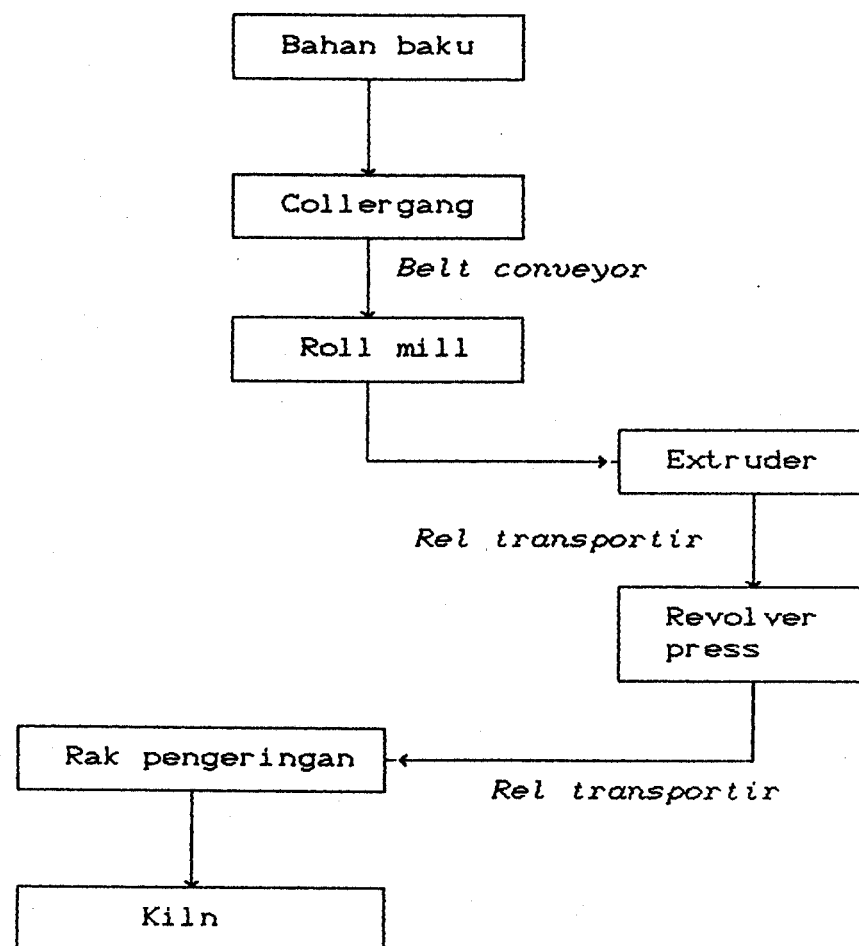 Bahan baku
Collergang
Belt conveyor
Roll mill
Extruder
Rel transportir
Revolver
press
Rak pengeringan
Rel transportir
Kiln